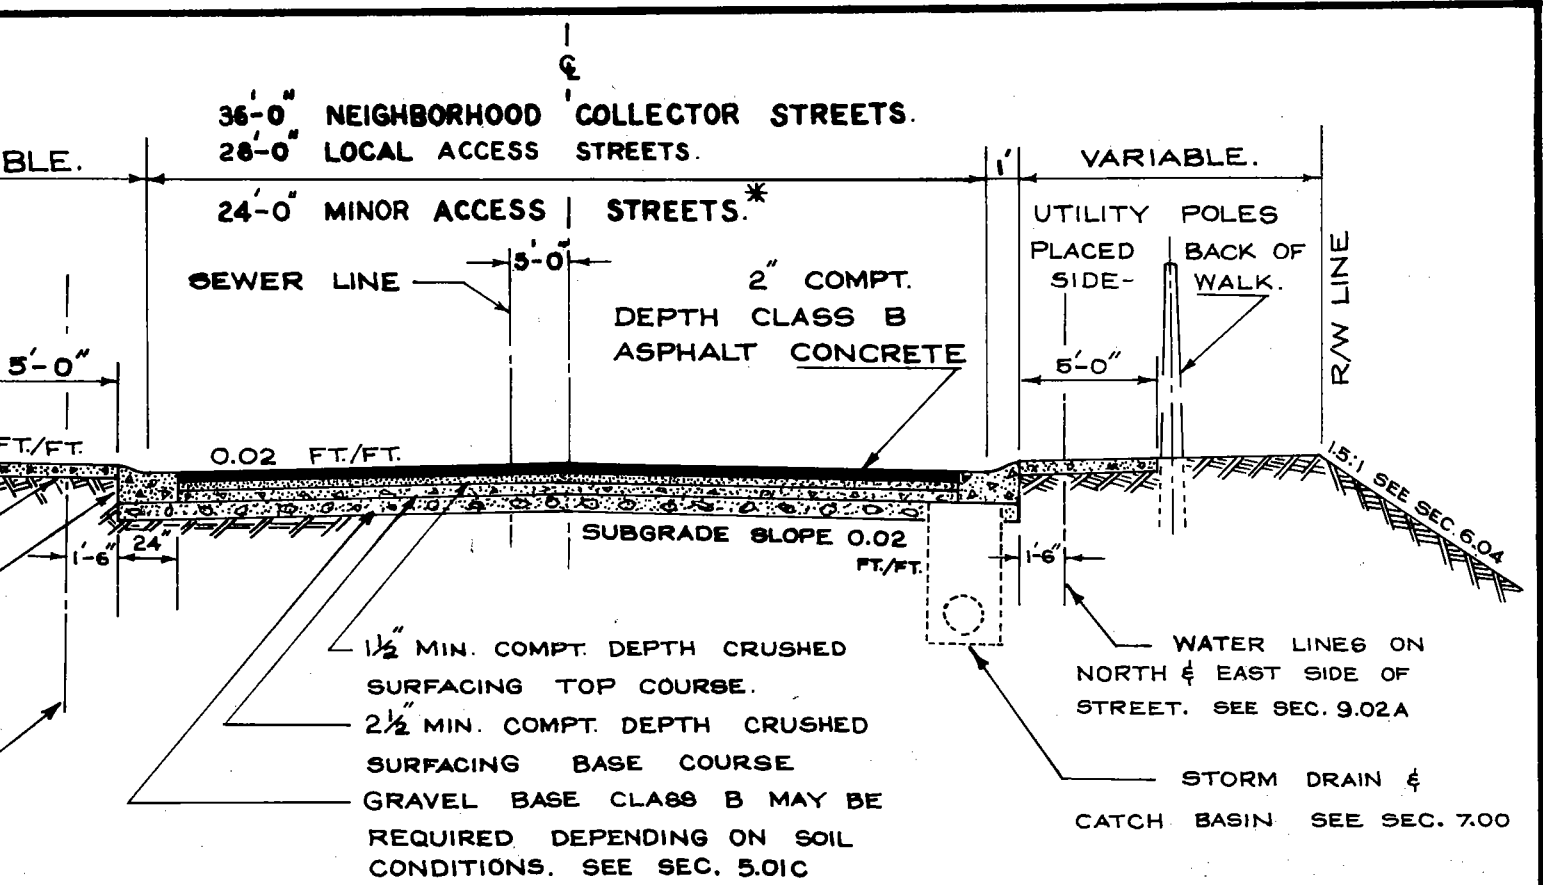 ℄
36'-0" NEIGHBORHOOD COLLECTOR STREETS.
28'-0" LOCAL ACCESS STREETS.
BLE.
1'
VARIABLE.
24'-0" MINOR ACCESS STREETS.*
UTILITY POLES
PLACED BACK OF
SIDE- WALK.
R/W LINE
5'-0"
SEWER LINE
2" COMPT.
DEPTH CLASS B
ASPHALT CONCRETE
5'-0"
5'-0"
FT./FT.
0.02 FT./FT.
1.5:1 SEE SEC. 6.04
SUBGRADE SLOPE 0.02
FT./FT.
1'-6"
24"
1'-6"
1½" MIN. COMPT. DEPTH CRUSHED
SURFACING TOP COURSE.
2½" MIN. COMPT. DEPTH CRUSHED
SURFACING BASE COURSE
GRAVEL BASE CLASS B MAY BE
REQUIRED DEPENDING ON SOIL
CONDITIONS. SEE SEC. 5.01C
WATER LINES ON
NORTH & EAST SIDE OF
STREET. SEE SEC. 9.02A
STORM DRAIN &
CATCH BASIN SEE SEC. 7.00